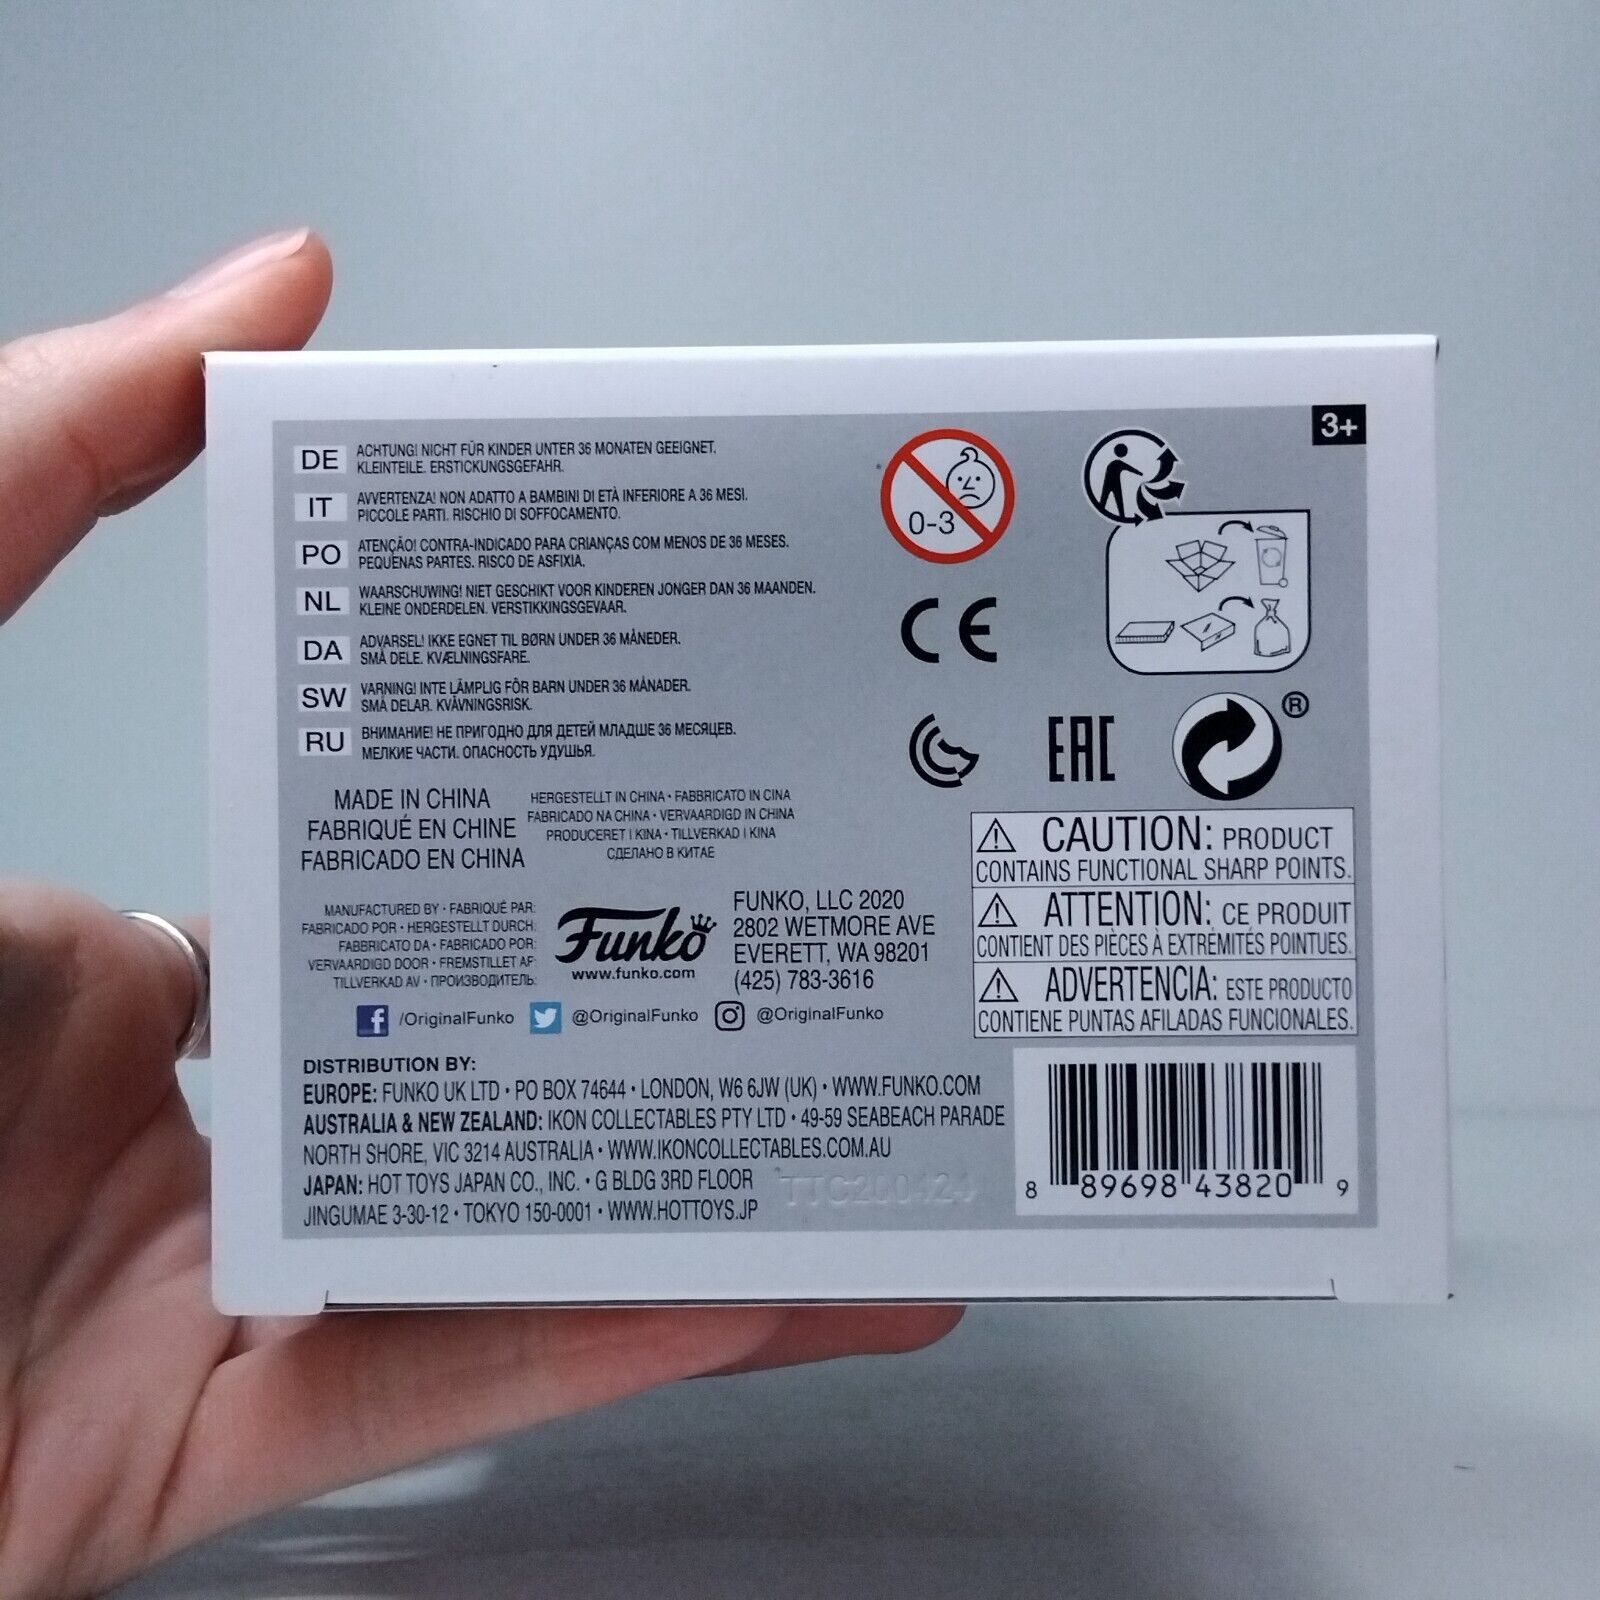 3+
DE
ACHTUNG! NICHT FÜR KINDER UNTER 36 MONATEN GEEIGNET.
KLEINTEILE. ERSTICKUNGSGEFAHR.
IT
AVVERTENZA! NON ADATTO A BAMBINI DI ETÀ INFERIORE A 36 MESI.
PICCOLE PARTI. RISCHIO DI SOFFOCAMENTO.
PO
ATENÇÃO! CONTRA-INDICADO PARA CRIANÇAS COM MENOS DE 36 MESES.
PEQUENAS PARTES. RISCO DE ASFIXIA.
NL
WAARSCHUWING! NIET GESCHIKT VOOR KINDEREN JONGER DAN 36 MAANDEN.
KLEINE ONDERDELEN. VERSTIKKINGSGEVAAR.
DA
ADVARSEL! IKKE EGNET TIL BØRN UNDER 36 MÅNEDER.
SMÅ DELE. KVÆLNINGSFARE.
SW
VARNING! INTE LÄMPLIG FÖR BARN UNDER 36 MÅNADER.
SMÅ DELAR. KVÄVNINGSRISK.
RU
ВНИМАНИЕ! НЕ ПРИГОДНО ДЛЯ ДЕТЕЙ МЛАДШЕ 36 МЕСЯЦЕВ.
МЕЛКИЕ ЧАСТИ. ОПАСНОСТЬ УДУШЬЯ.
0-3
CE
EAC
®
MADE IN CHINA
FABRIQUÉ EN CHINE
FABRICADO EN CHINA
HERGESTELLT IN CHINA • FABBRICATO IN CINA
FABRICADO NA CHINA • VERVAARDIGD IN CHINA
PRODUCERET I KINA • TILLVERKAD I KINA
СДЕЛАНО В КИТАЕ
CAUTION: PRODUCT
CONTAINS FUNCTIONAL SHARP POINTS.
ATTENTION: CE PRODUIT
CONTIENT DES PIÈCES À EXTRÉMITÉS POINTUES.
ADVERTENCIA: ESTE PRODUCTO
CONTIENE PUNTAS AFILADAS FUNCIONALES.
MANUFACTURED BY • FABRIQUÉ PAR:
FABRICADO POR • HERGESTELLT DURCH:
FABBRICATO DA • FABRICADO POR:
VERVAARDIGD DOOR • FREMSTILLET AF:
TILLVERKAD AV • ПРОИЗВОДИТЕЛЬ:
Funko
www.funko.com
FUNKO, LLC 2020
2802 WETMORE AVE
EVERETT, WA 98201
(425) 783-3616
f /OriginalFunko @OriginalFunko @OriginalFunko
DISTRIBUTION BY:
EUROPE: FUNKO UK LTD • PO BOX 74644 • LONDON, W6 6JW (UK) • WWW.FUNKO.COM
AUSTRALIA & NEW ZEALAND: IKON COLLECTABLES PTY LTD • 49-59 SEABEACH PARADE
NORTH SHORE, VIC 3214 AUSTRALIA • WWW.IKONCOLLECTABLES.COM.AU
JAPAN: HOT TOYS JAPAN CO., INC. • G BLDG 3RD FLOOR
JINGUMAE 3-30-12 • TOKYO 150-0001 • WWW.HOTTOYS.JP
TTC200424
8 89698 43820 9